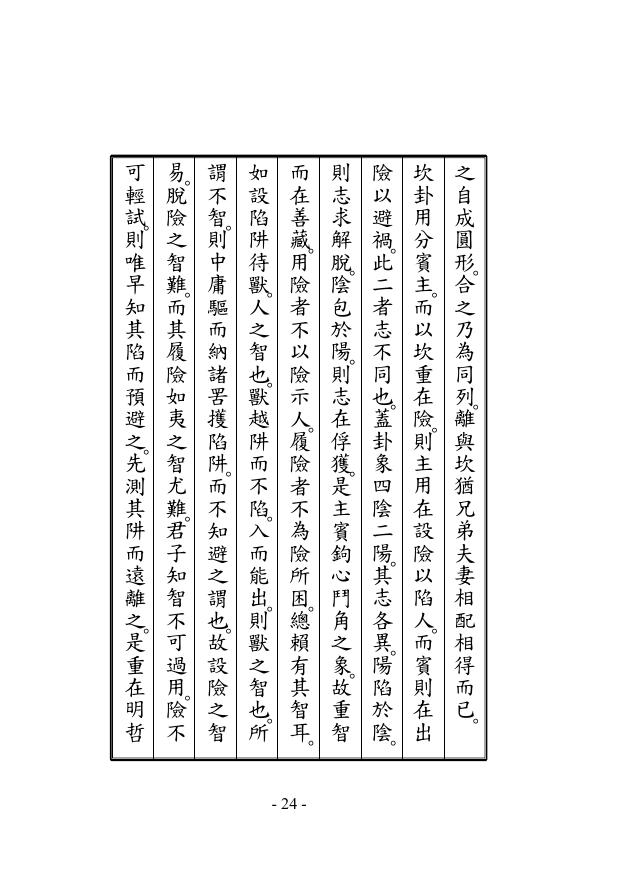 之自成圓形。合之乃為同列。離與坎猶兄弟夫妻相配相得而已。
坎卦用分賓主。而以坎重在險。則主用在設險以陷人。而賓則在出
險以避禍。此二者志不同也。蓋卦象四陰二陽。其志各異。陽陷於陰。
則志求解脫。陰包於陽。則志在俘獲。是主賓鉤心鬥角之象。故重智
而在善藏。用險者不以險示人。履險者不為險所困。總賴有其智耳。
如設陷阱待獸。人之智也。獸越阱而不陷。入而能出。則獸之智也。所
謂不智。則中庸驅而納諸罟擭陷阱。而不知避之謂也。故設險之智
易。脫險之智難。而其履險如夷之智尤難。君子知智不可過用。險不
可輕試。則唯早知其陷而預避之。先測其阱而遠離之。是重在明哲
- 24 -